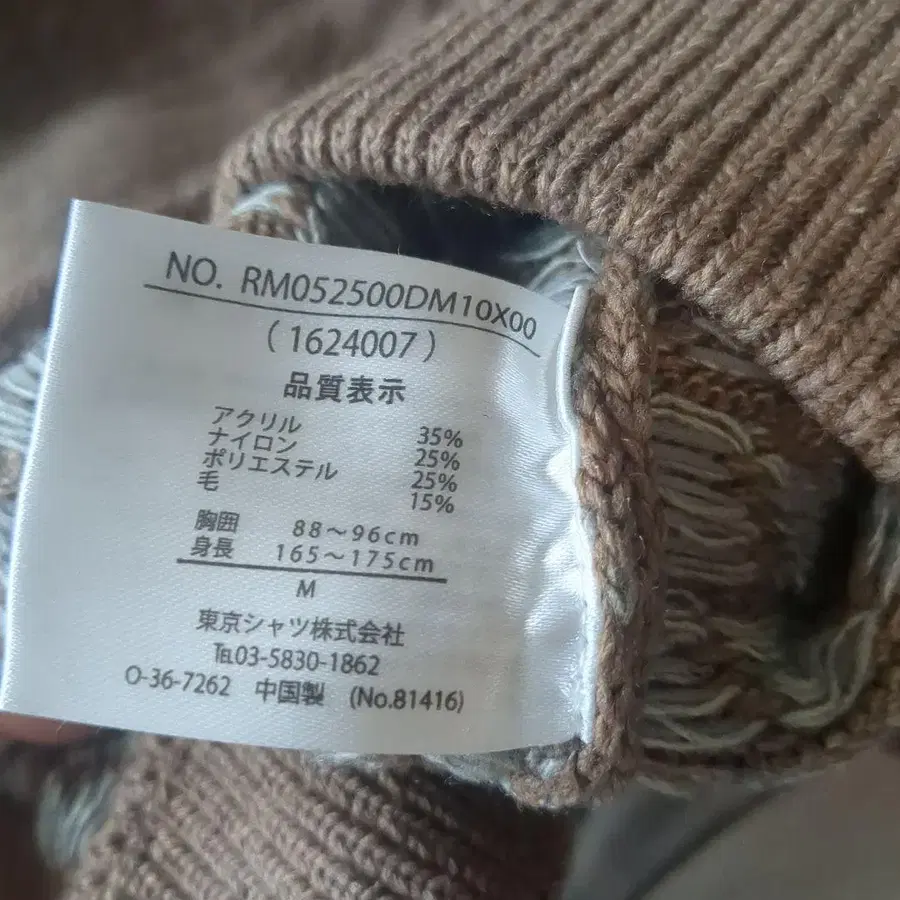 NO. RM052500DM10X00
(1624007)
品質表示
アクリル 35%
ナイロン 25%
ポリエステル 25%
毛 15%
胸囲 88～96cm
身長 165～175cm
M
東京シャツ株式会社
℡03-5830-1862
O-36-7262 中国製 (No.81416)